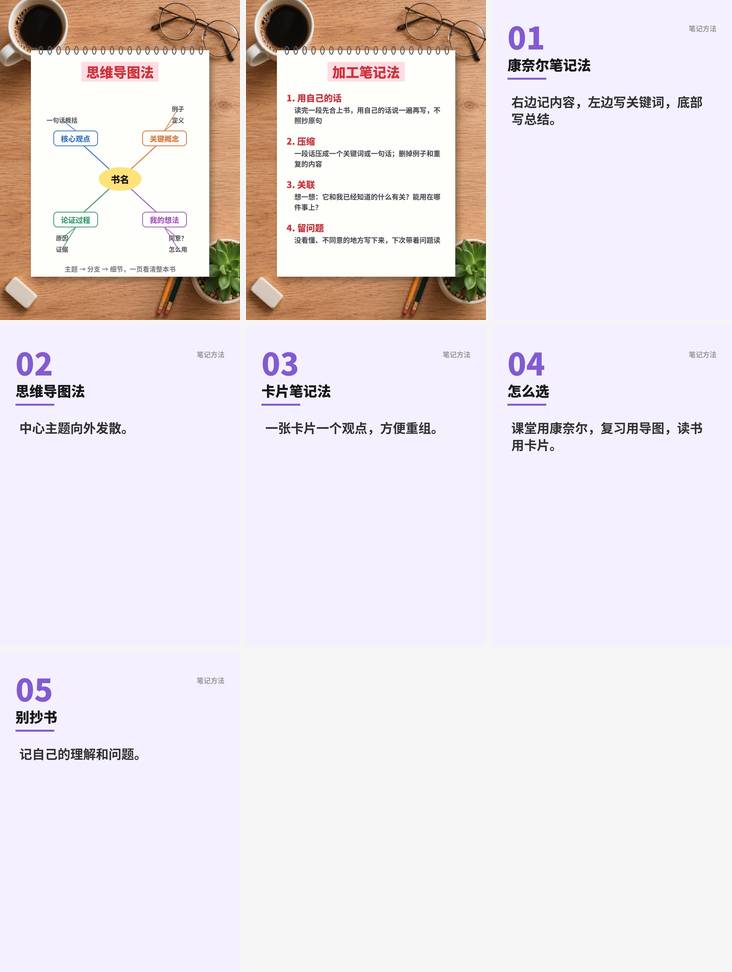 思维导图法
例子
一句话概括
定义
核心观点
关键概念
书名
论证过程
我的想法
原因
同意?
证据
怎么用
主题 → 分支 → 细节，一页看清整本书
加工笔记法
1. 用自己的话
读完一段先合上书，用自己的话说一遍再写，不
照抄原句
2. 压缩
一段话压成一个关键词或一句话；删掉例子和重
复的内容
3. 关联
想一想：它和我已经知道的什么有关？能用在哪
件事上？
4. 留问题
没看懂、不同意的地方写下来，下次带着问题读
01
笔记方法
康奈尔笔记法
右边记内容，左边写关键词，底部
写总结。
02
笔记方法
思维导图法
中心主题向外发散。
03
笔记方法
卡片笔记法
一张卡片一个观点，方便重组。
04
笔记方法
怎么选
课堂用康奈尔，复习用导图，读书
用卡片。
05
笔记方法
别抄书
记自己的理解和问题。